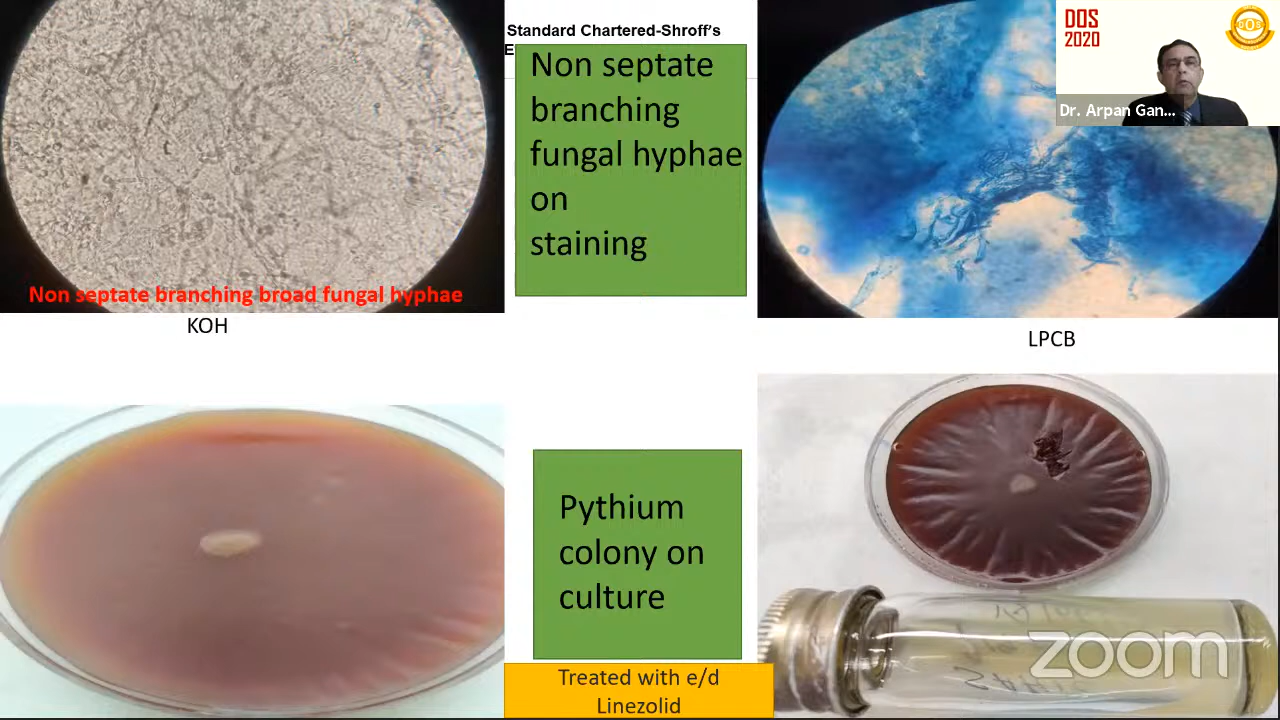 Standard Chartered-Shroff's
E
DOS
2020
Non septate
branching
fungal hyphae
on
staining
Dr. Arpan Gan...
Non septate branching broad fungal hyphae
KOH
LPCB
Pythium
colony on
culture
Treated with e/d
Linezolid
zoom